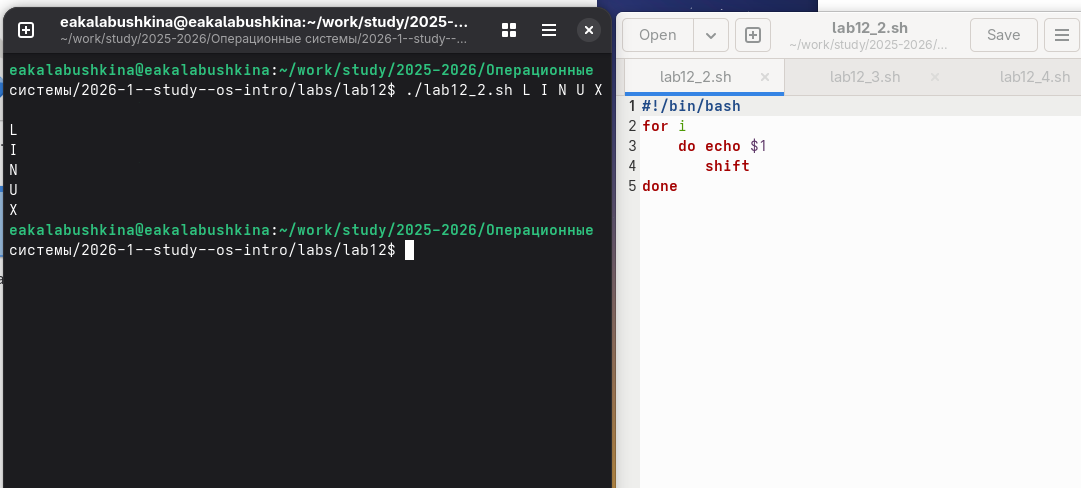 eakalabushkina@eakalabushkina:~/work/study/2025-...
~/work/study/2025-2026/Операционные системы/2026-1--study--...
eakalabushkina@eakalabushkina:~/work/study/2025-2026/Операционные
системы/2026-1--study--os-intro/labs/lab12$ ./lab12_2.sh L I N U X
L
I
N
U
X
eakalabushkina@eakalabushkina:~/work/study/2025-2026/Операционные
системы/2026-1--study--os-intro/labs/lab12$
Open
lab12_2.sh
~/work/study/2025-2026/...
Save
lab12_2.sh
lab12_3.sh
lab12_4.sh
1 #!/bin/bash
2 for i
3 do echo $1
4 shift
5 done